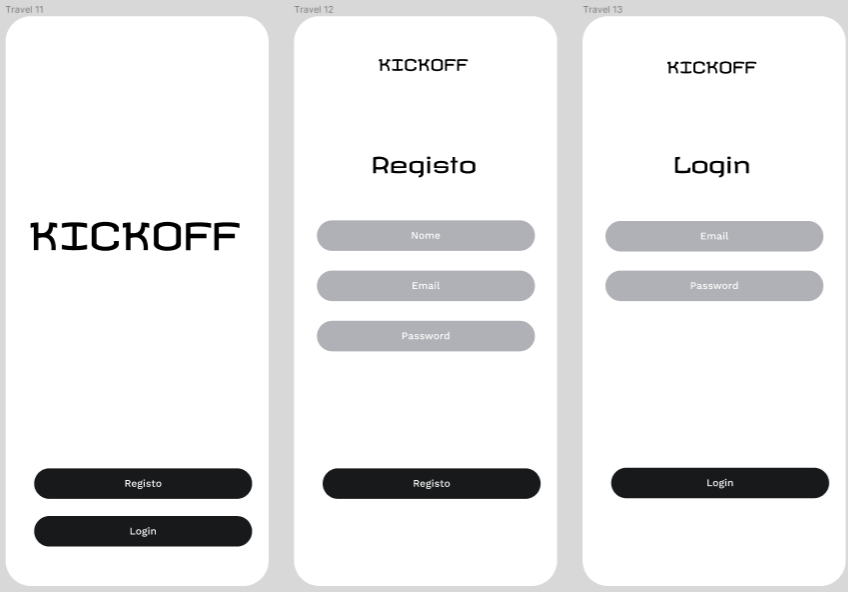 Travel 11
KICKOFF
Registo
Login
Travel 12
KICKOFF
Registo
Nome
Email
Password
Registo
Travel 13
KICKOFF
Login
Email
Password
Login